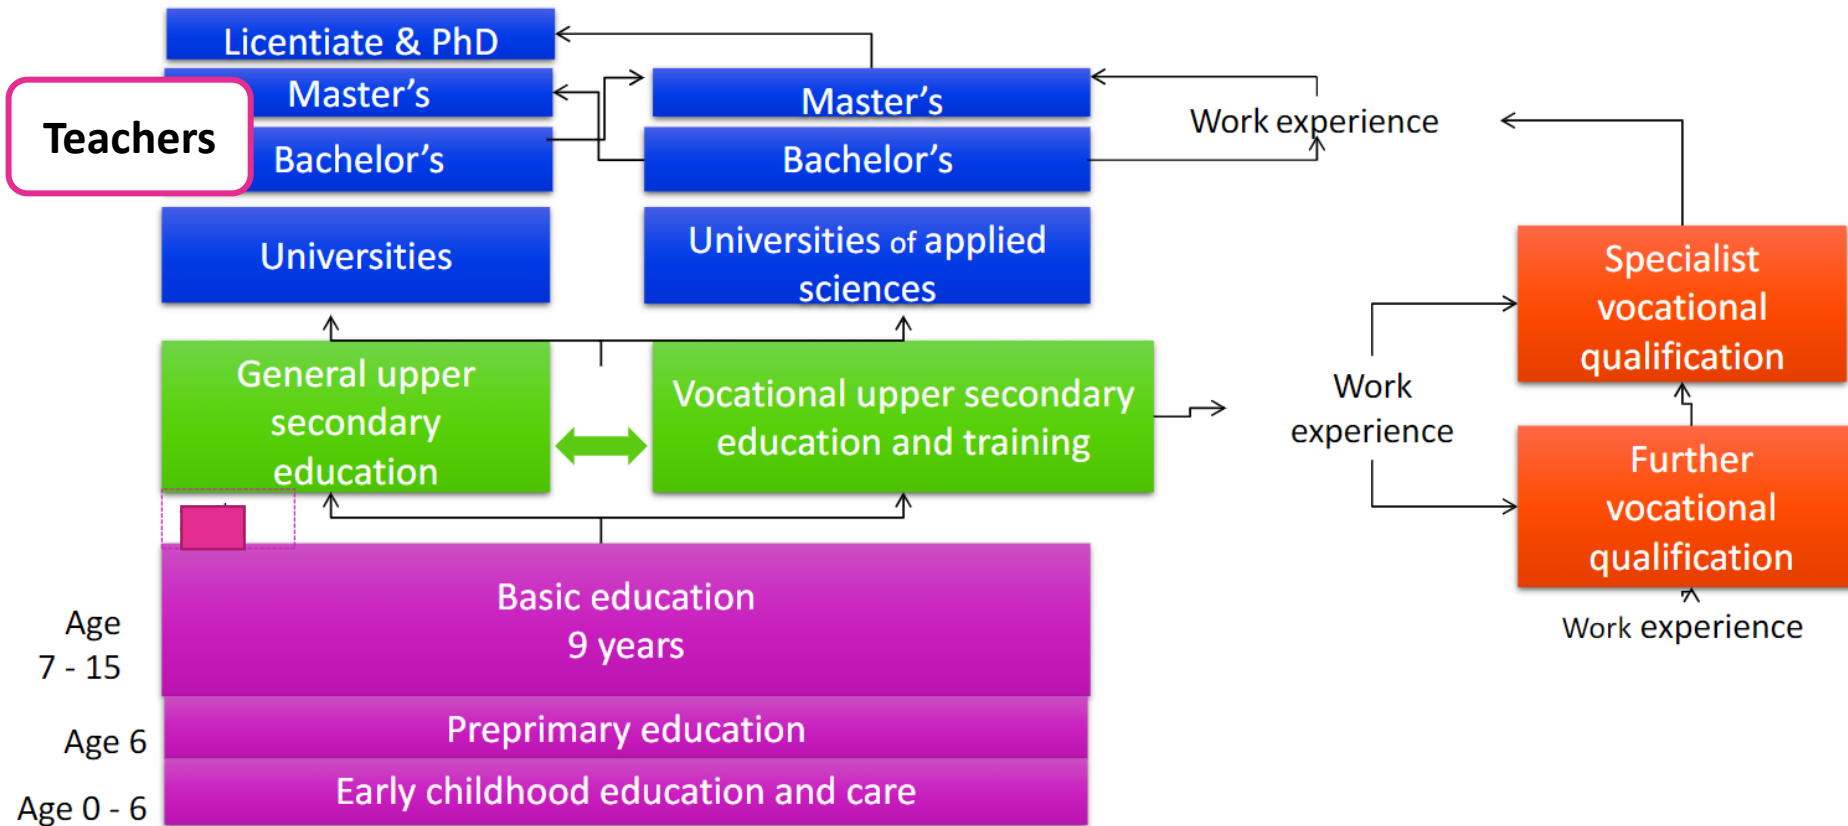 Licentiate & PhD
Master's
Teachers
Bachelor's
Universities
Master's
Bachelor's
Universities of applied
sciences
Work experience
General upper
secondary
education
Vocational upper secondary
education and training
Work
experience
Specialist
vocational
qualification
Further
vocational
qualification
Work experience
Age
7 - 15
Basic education
9 years
Age 6
Preprimary education
Age 0 - 6
Early childhood education and care